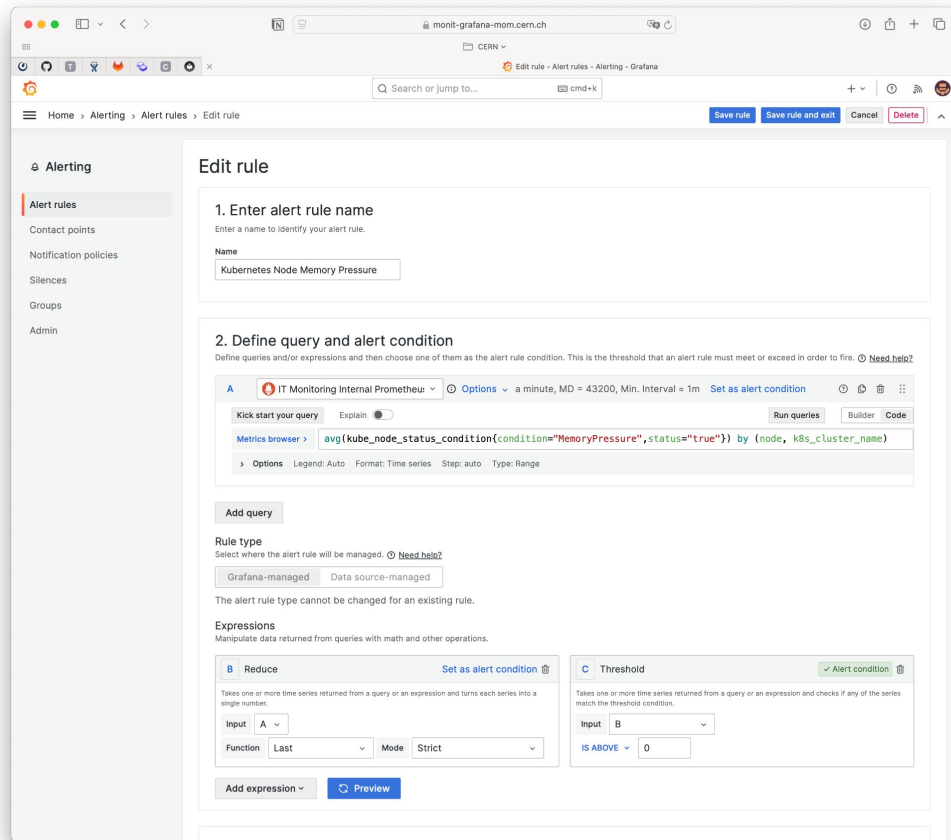 monit-grafana-mom.cern.ch
CERN
Edit rule - Alert rules - Alerting - Grafana
Search or jump to... cmd+k
Home › Alerting › Alert rules › Edit rule Save rule Save rule and exit Cancel Delete
Alerting
Alert rules
Contact points
Notification policies
Silences
Groups
Admin
Edit rule
1. Enter alert rule name
Enter a name to identify your alert rule.
Name
Kubernetes Node Memory Pressure
2. Define query and alert condition
Define queries and/or expressions and then choose one of them as the alert rule condition. This is the threshold that an alert rule must meet or exceed in order to fire. Need help?
A IT Monitoring Internal Prometheu Options a minute, MD = 43200, Min. Interval = 1m Set as alert condition
Kick start your query Explain Run queries Builder Code
Metrics browser > avg(kube_node_status_condition{condition="MemoryPressure",status="true"}) by (node, k8s_cluster_name)
> Options Legend: Auto Format: Time series Step: auto Type: Range
Add query
Rule type
Select where the alert rule will be managed. Need help?
Grafana-managed Data source-managed
The alert rule type cannot be changed for an existing rule.
Expressions
Manipulate data returned from queries with math and other operations.
B Reduce Set as alert condition
Takes one or more time series returned from a query or an expression and turns each series into a
single number.
Input A
Function Last Mode Strict
C Threshold Alert condition
Takes one or more time series returned from a query or an expression and checks if any of the series
match the threshold condition.
Input B
IS ABOVE 0
Add expression Preview